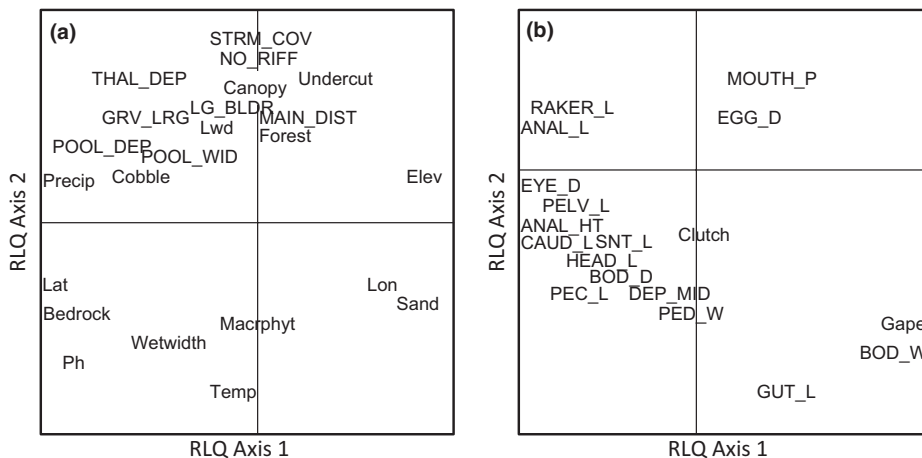 (a)
STRM_COV
NO_RIFF
THAL_DEP
Undercut
Canopy
LG_BLDR
GRV_LRG
MAIN_DIST
Lwd
Forest
POOL_DEP
POOL_WID
Precip
Cobble
Elev
Lat
Lon
Bedrock
Sand
Macrphyt
Wetwidth
Ph
Temp
RLQ Axis 2
RLQ Axis 1
(b)
MOUTH_P
RAKER_L
EGG_D
ANAL_L
EYE_D
PELV_L
ANAL_HT
Clutch
CAUD_L
SNT_L
HEAD_L
BOD_D
PEC_L
DEP_MID
PED_W
Gape
BOD_W
GUT_L
RLQ Axis 2
RLQ Axis 1